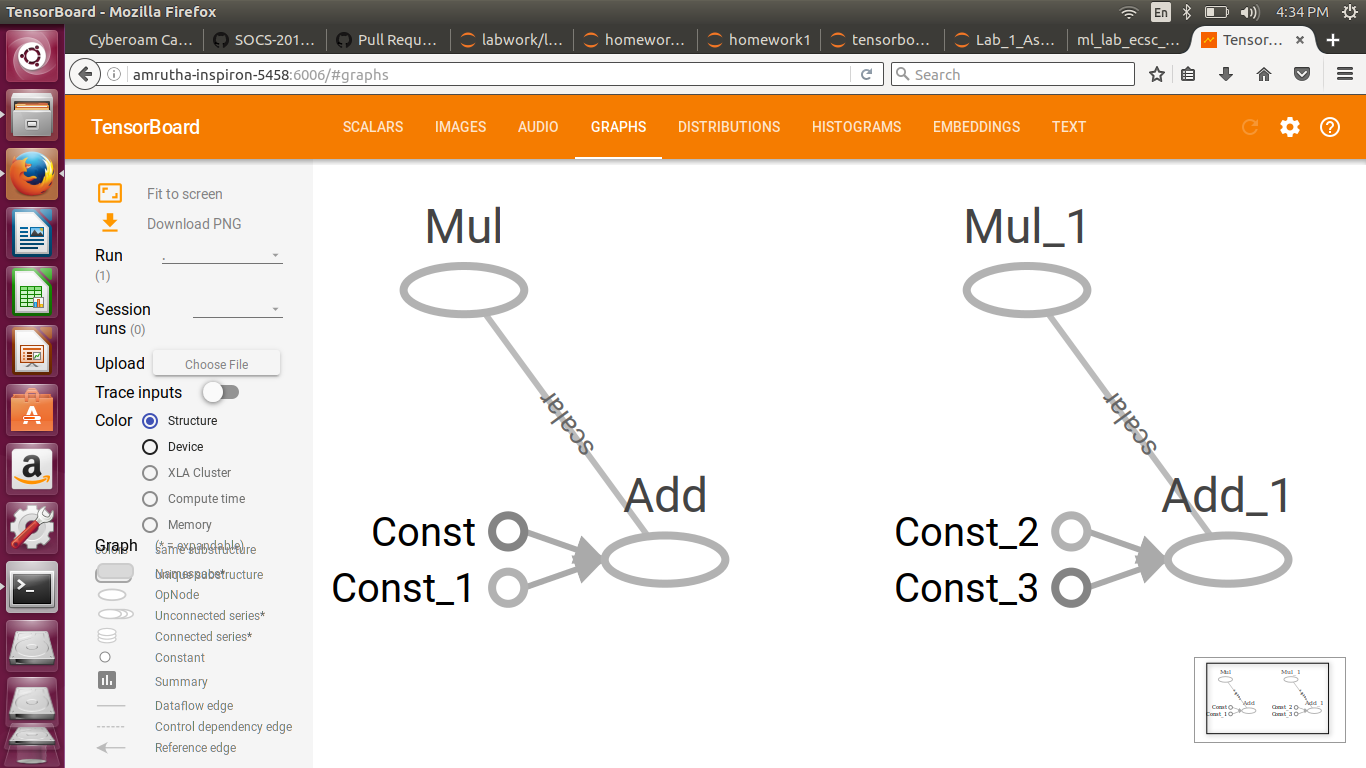 TensorBoard - Mozilla Firefox
En
4:34 PM
Cyberoam Ca...
SOCS-201...
Pull Requ...
labwork/l...
homewor...
homework1
tensorbo...
Lab_1_As...
ml_lab_ecsc_...
Tensor...
amrutha-inspiron-5458:6006/#graphs
Search
TensorBoard
SCALARS
IMAGES
AUDIO
GRAPHS
DISTRIBUTIONS
HISTOGRAMS
EMBEDDINGS
TEXT
Fit to screen
Download PNG
Run
(1)
.
Session
runs (0)
Upload
Choose File
Trace inputs
Color
Structure
Device
XLA Cluster
Compute time
Memory
Graph
(* = expandable)
colors
same substructure
Namespace*
unique substructure
OpNode
Unconnected series*
Connected series*
Constant
Summary
Dataflow edge
Control dependency edge
Reference edge
Mul
scalar
Add
Const
Const_1
Mul_1
scalar
Add_1
Const_2
Const_3
Mul
Mul_1
Add
Const
Const_1
Add_1
Const_2
Const_3